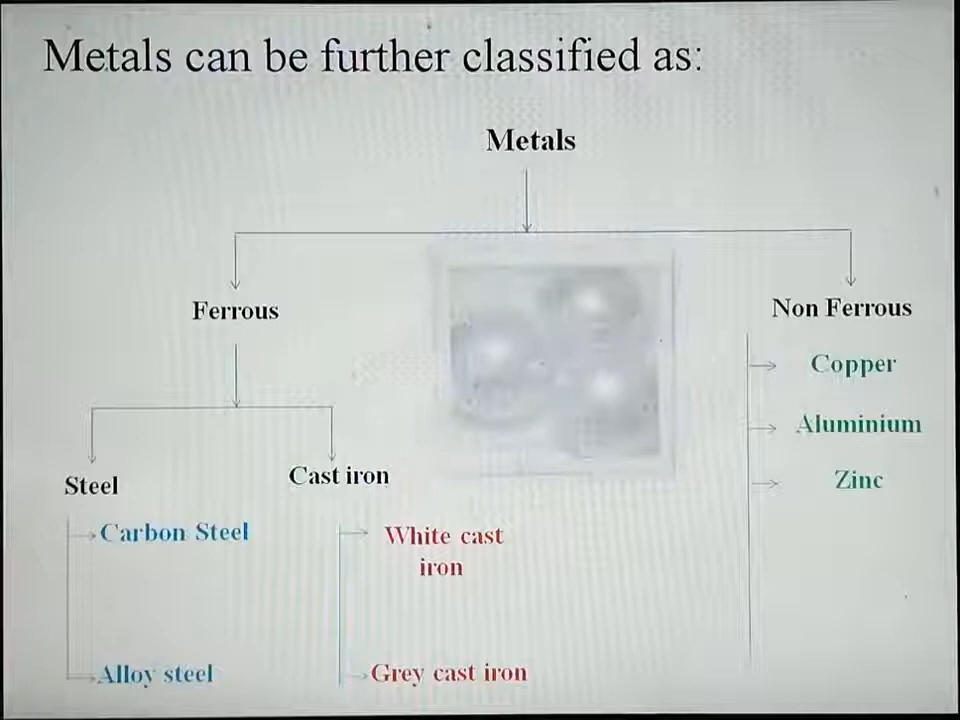 Metals can be further classified as:
Metals
Ferrous
Non Ferrous
Copper
Aluminium
Zinc
Steel
Cast iron
Carbon Steel
White cast
iron
Alloy steel
Grey cast iron